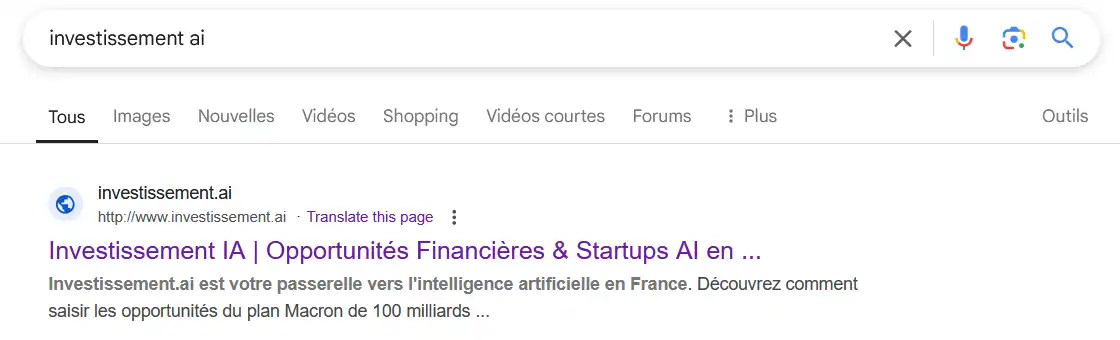 investissement ai
Tous Images Nouvelles Vidéos Shopping Vidéos courtes Forums Plus Outils
investissement.ai
http://www.investissement.ai · Translate this page
Investissement IA | Opportunités Financières & Startups AI en ...
Investissement.ai est votre passerelle vers l'intelligence artificielle en France. Découvrez comment
saisir les opportunités du plan Macron de 100 milliards ...